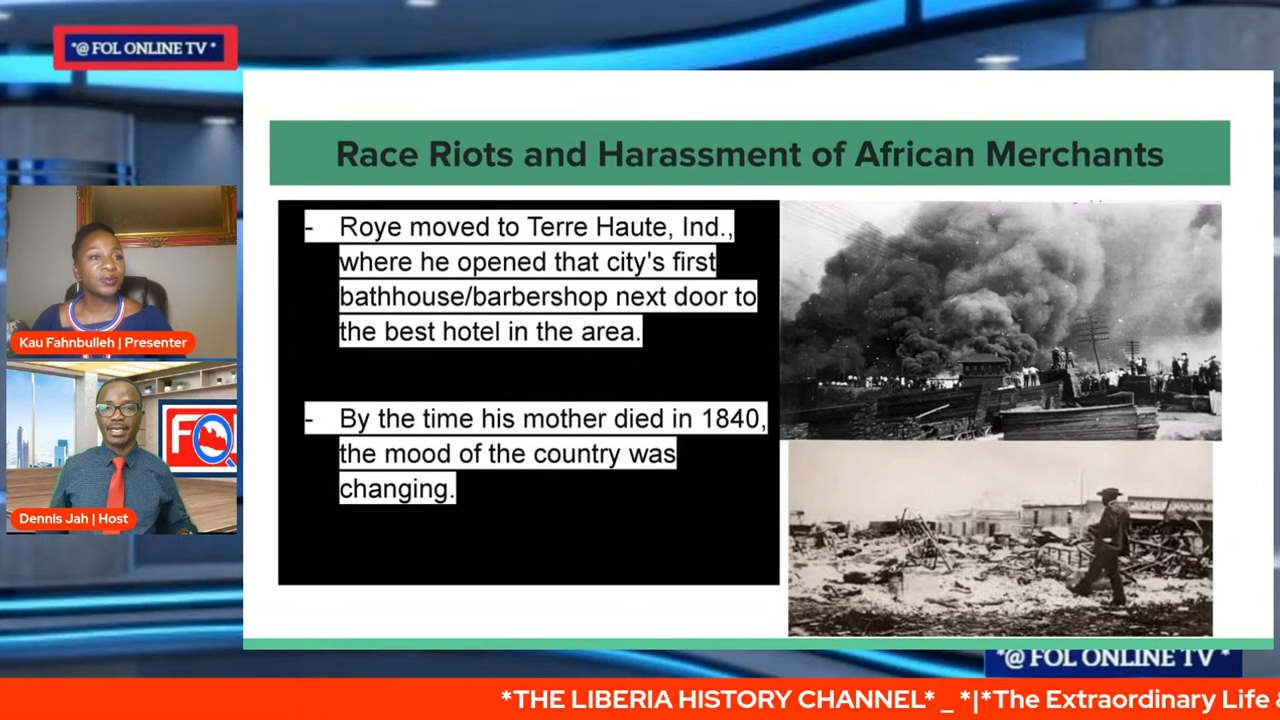 *@ FOL ONLINE TV *
Race Riots and Harassment of African Merchants
- Roye moved to Terre Haute, Ind.,
where he opened that city's first
bathhouse/barbershop next door to
the best hotel in the area.
- By the time his mother died in 1840,
the mood of the country was
changing.
Kau Fahnbulleh | Presenter
FOL
Dennis Jah | Host
*@ FOL ONLINE TV *
*THE LIBERIA HISTORY CHANNEL* _ *|*The Extraordinary Life &